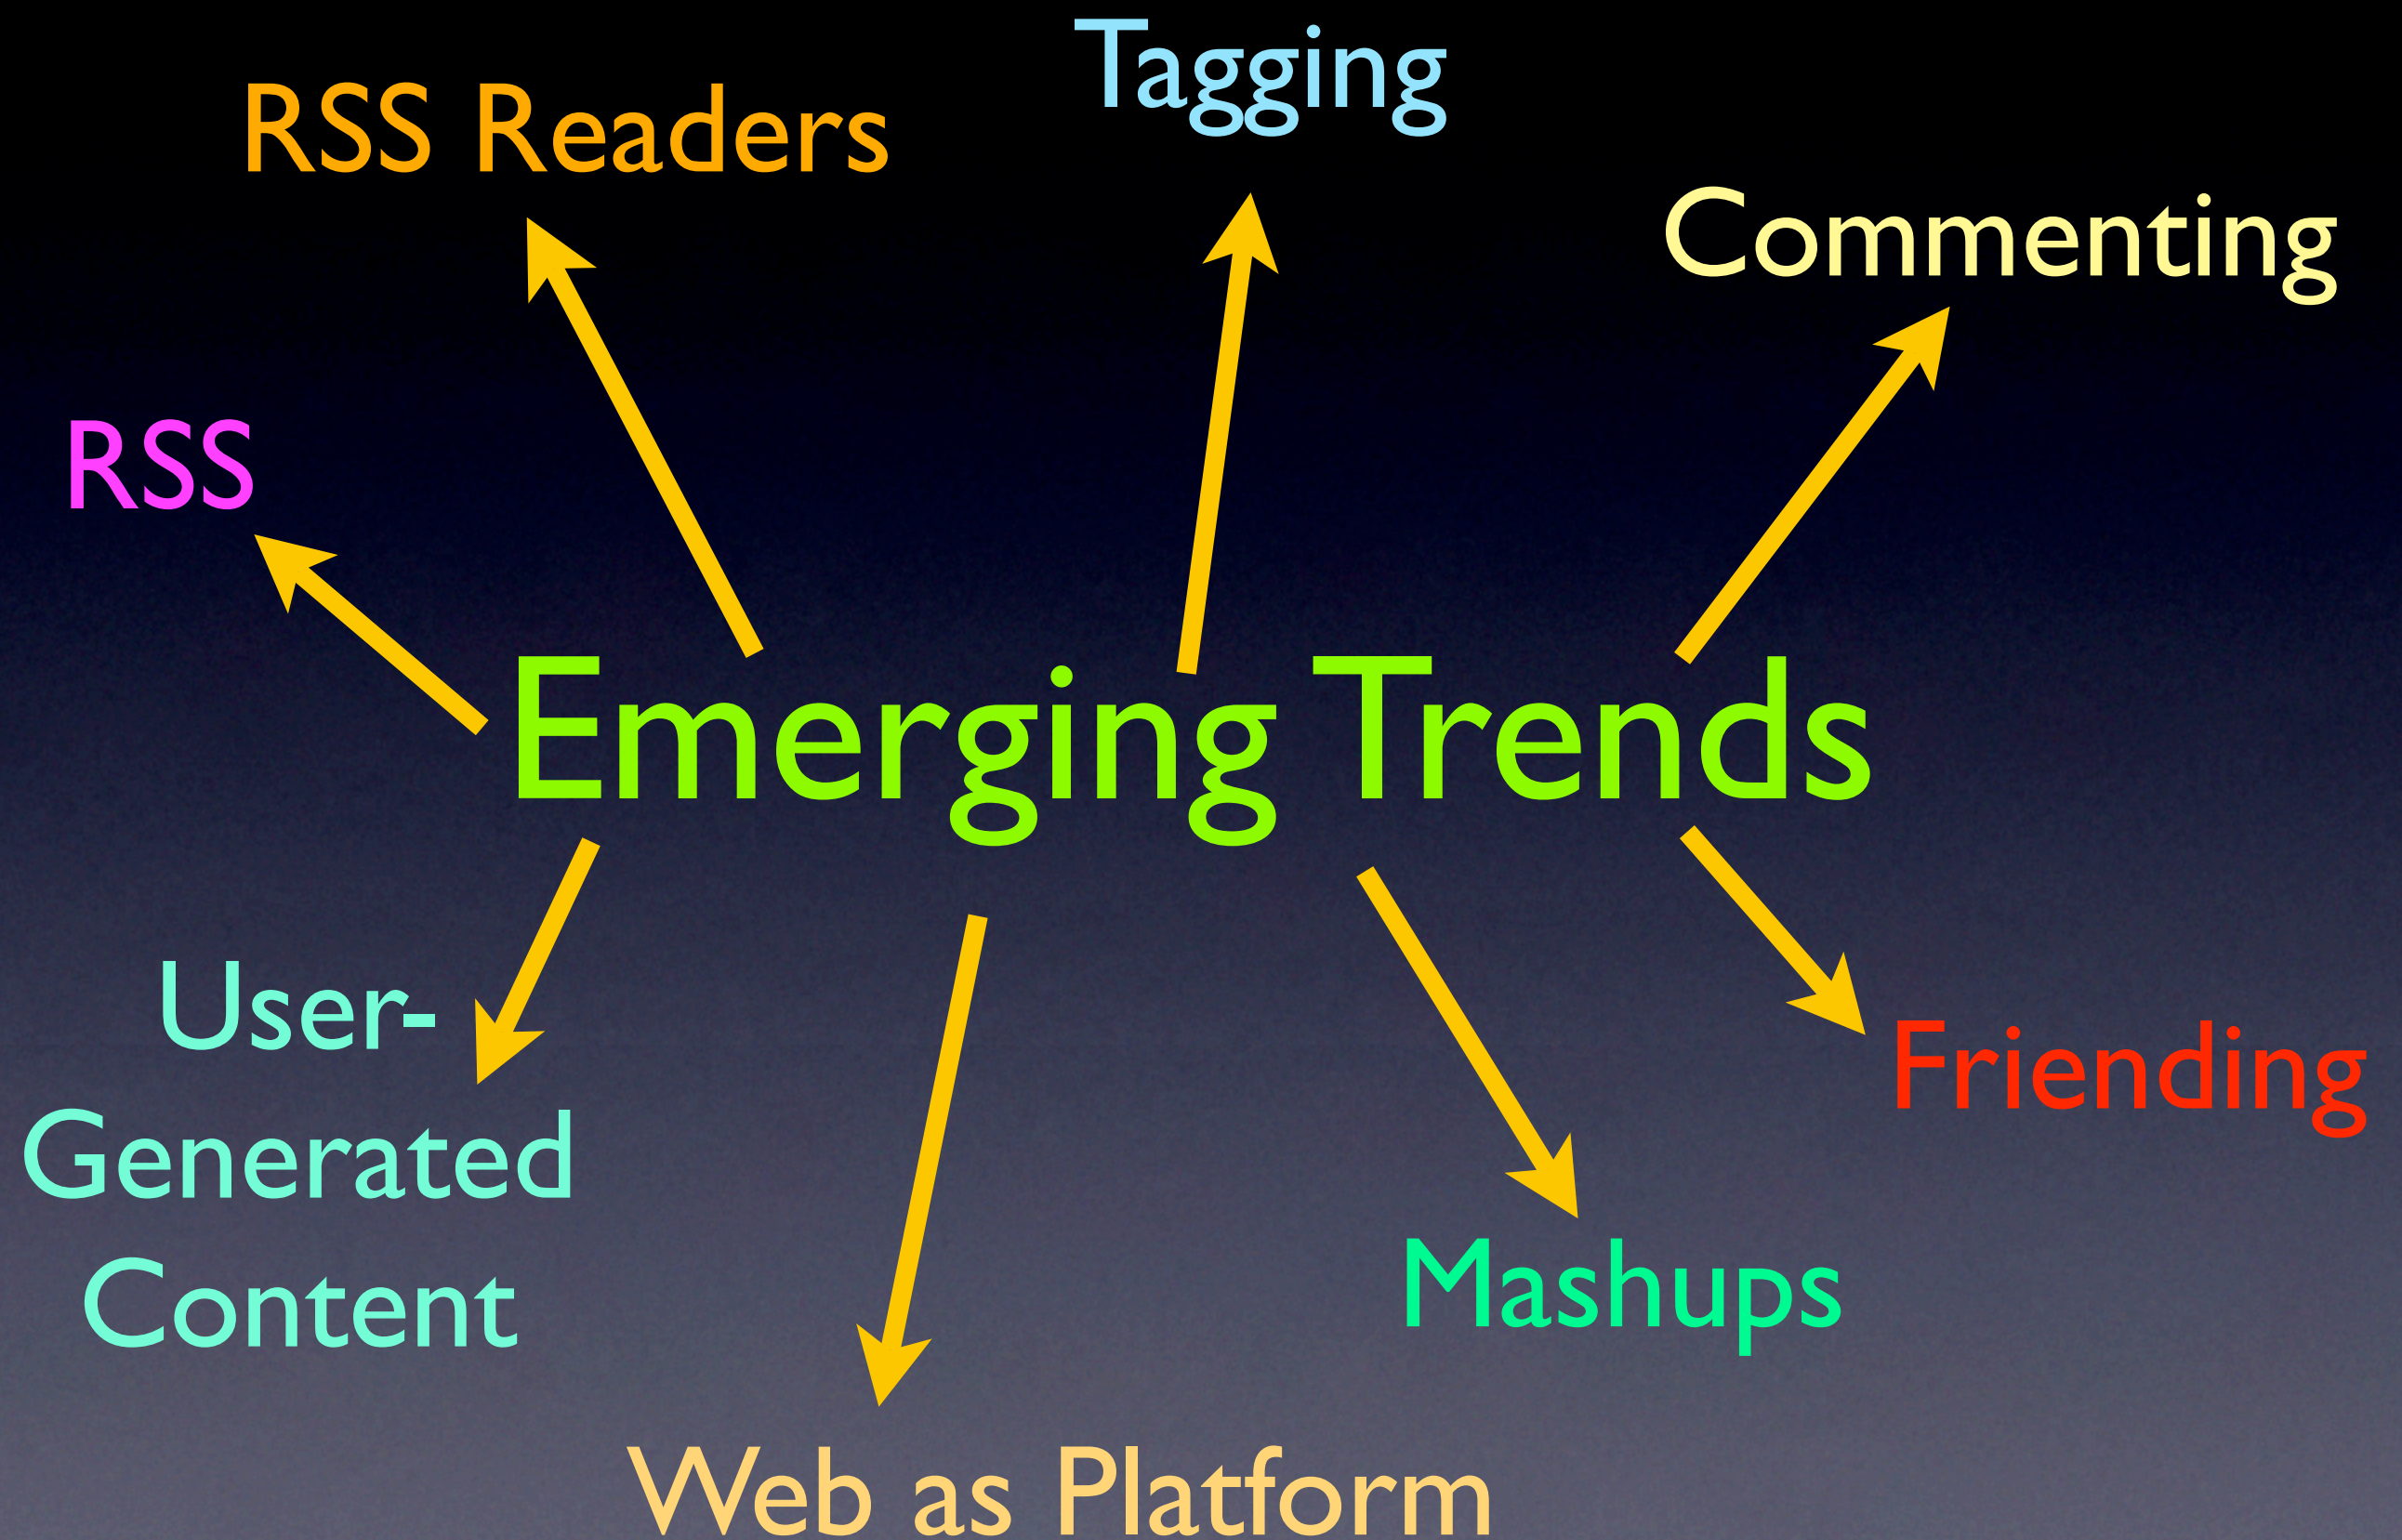 Tagging
RSS Readers
Commenting
RSS
Emerging Trends
User-
Generated
Content
Friending
Mashups
Web as Platform